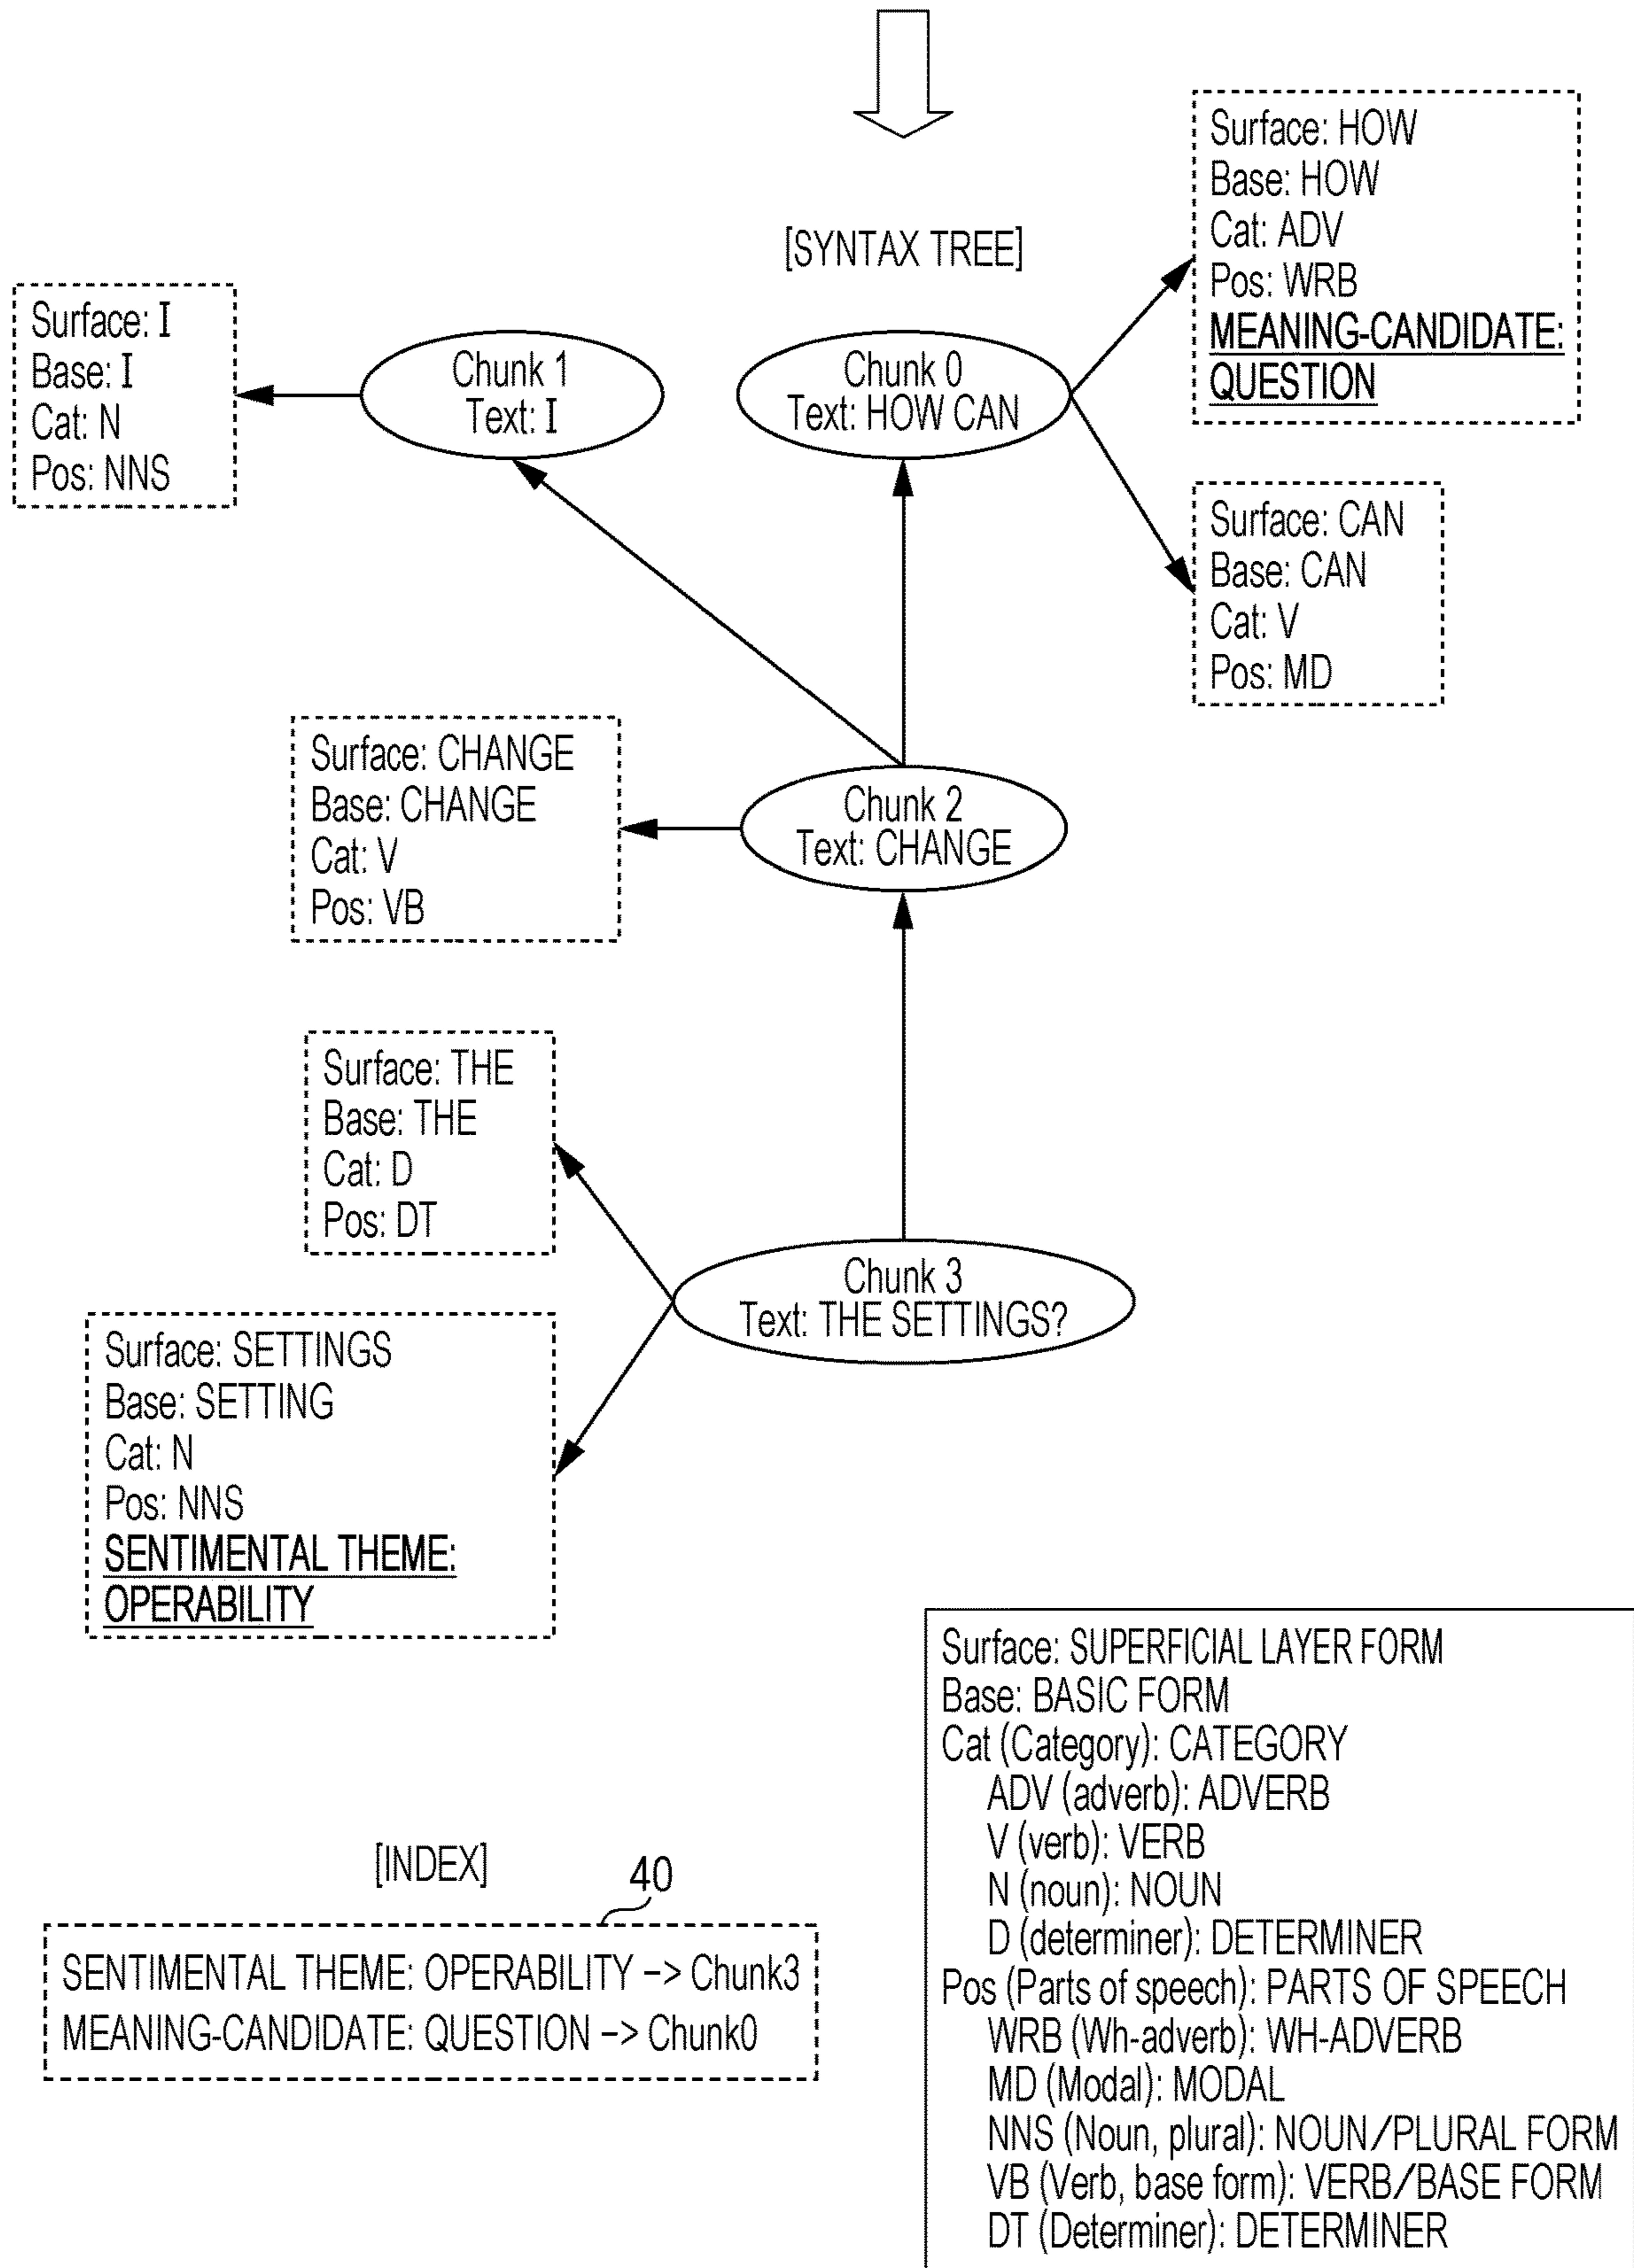 [SYNTAX TREE]
Surface: HOW
Base: HOW
Cat: ADV
Pos: WRB
MEANING-CANDIDATE:
QUESTION
Surface: I
Base: I
Cat: N
Pos: NNS
Chunk 1
Text: I
Chunk 0
Text: HOW CAN
Surface: CAN
Base: CAN
Cat: V
Pos: MD
Surface: CHANGE
Base: CHANGE
Cat: V
Pos: VB
Chunk 2
Text: CHANGE
Surface: THE
Base: THE
Cat: D
Pos: DT
Chunk 3
Text: THE SETTINGS?
Surface: SETTINGS
Base: SETTING
Cat: N
Pos: NNS
SENTIMENTAL THEME:
OPERABILITY
[INDEX]
40
SENTIMENTAL THEME: OPERABILITY –> Chunk3
MEANING-CANDIDATE: QUESTION –> Chunk0
Surface: SUPERFICIAL LAYER FORM
Base: BASIC FORM
Cat (Category): CATEGORY
ADV (adverb): ADVERB
V (verb): VERB
N (noun): NOUN
D (determiner): DETERMINER
Pos (Parts of speech): PARTS OF SPEECH
WRB (Wh-adverb): WH-ADVERB
MD (Modal): MODAL
NNS (Noun, plural): NOUN/PLURAL FORM
VB (Verb, base form): VERB/BASE FORM
DT (Determiner): DETERMINER